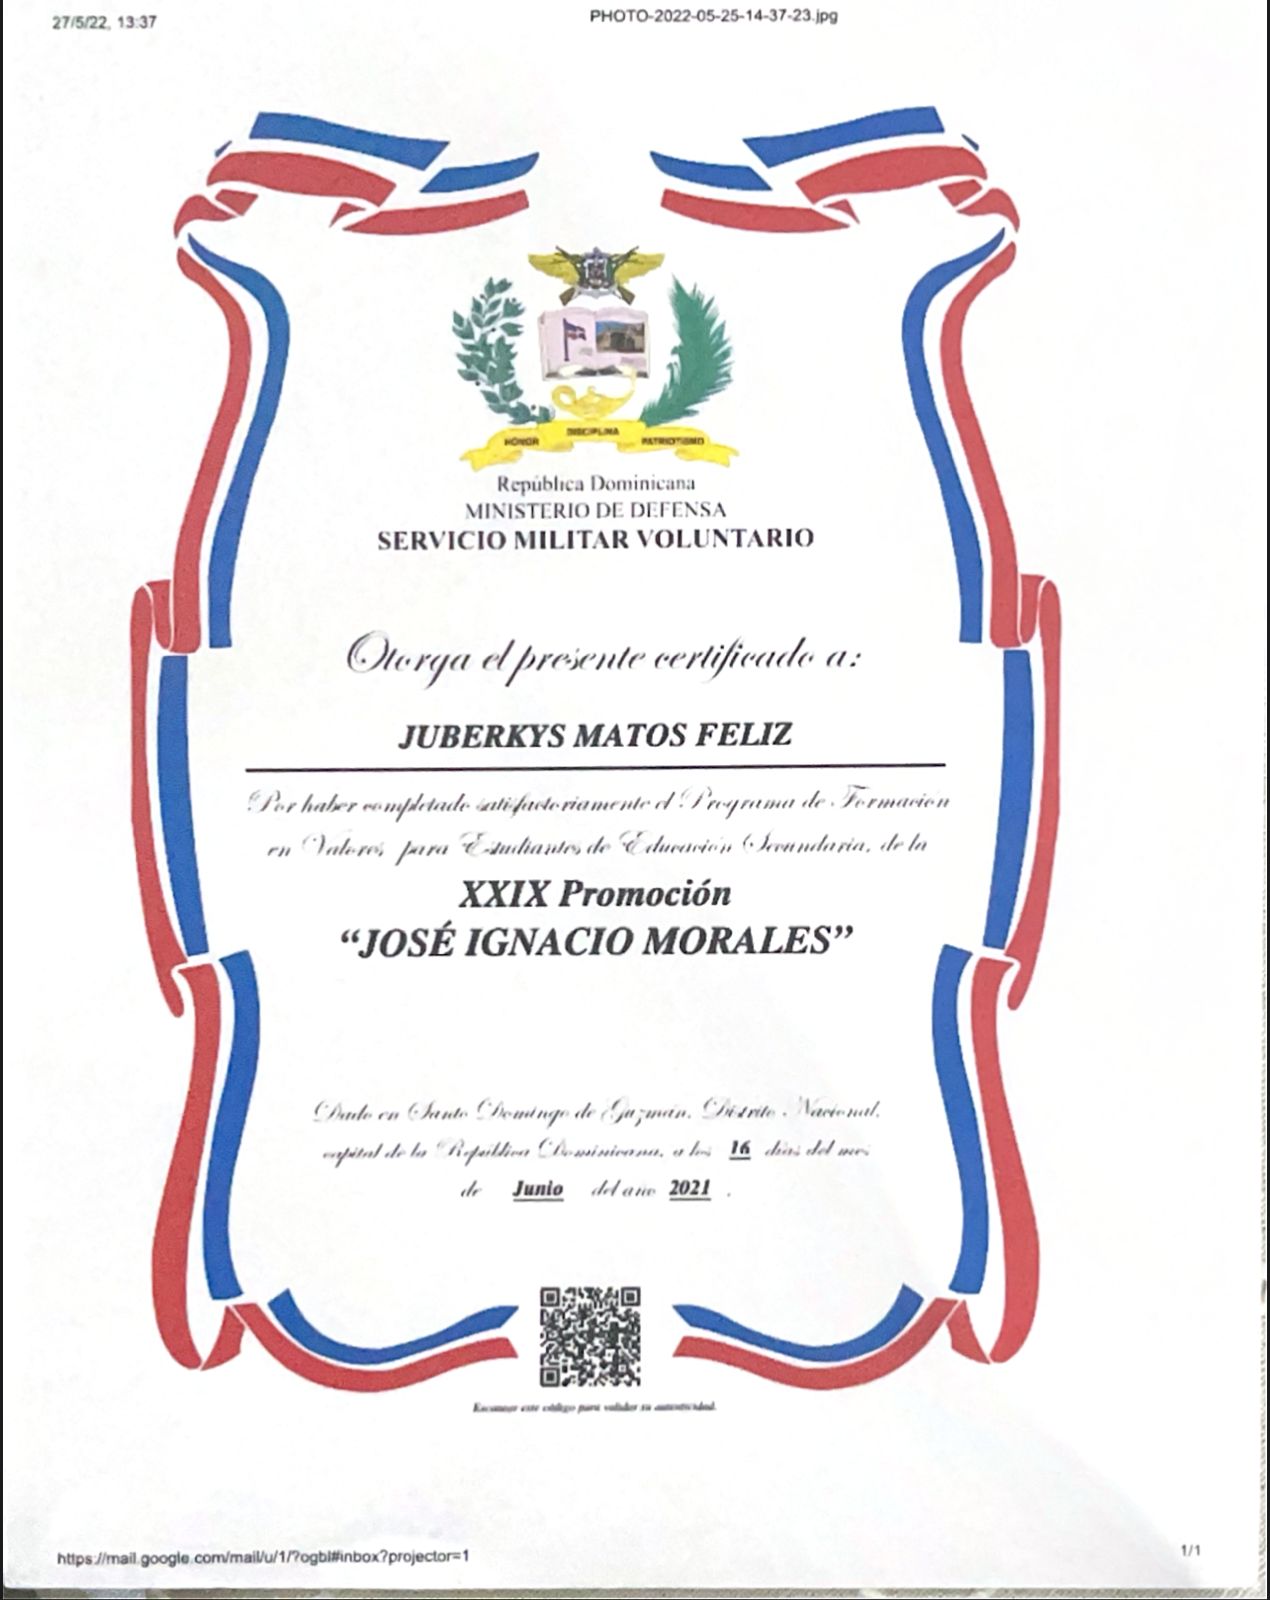 27/5/22, 13:37
PHOTO-2022-05-25-14-37-23.jpg
HONOR
DISCIPLINA
PATRIOTISMO
República Dominicana
MINISTERIO DE DEFENSA
SERVICIO MILITAR VOLUNTARIO
Otorga el presente certificado a:
JUBERKYS MATOS FELIZ
Por haber completado satisfactoriamente el Programa de Formación
en Valores para Estudiantes de Educación Secundaria, de la
XXIX Promoción
“JOSÉ IGNACIO MORALES”
Dado en Santo Domingo de Guzmán, Distrito Nacional,
capital de la República Dominicana, a los 16 días del mes
de Junio del año 2021 .
Escanear este código para validar su autenticidad.
https://mail.google.com/mail/u/1/?ogbl#inbox?projector=1
1/1